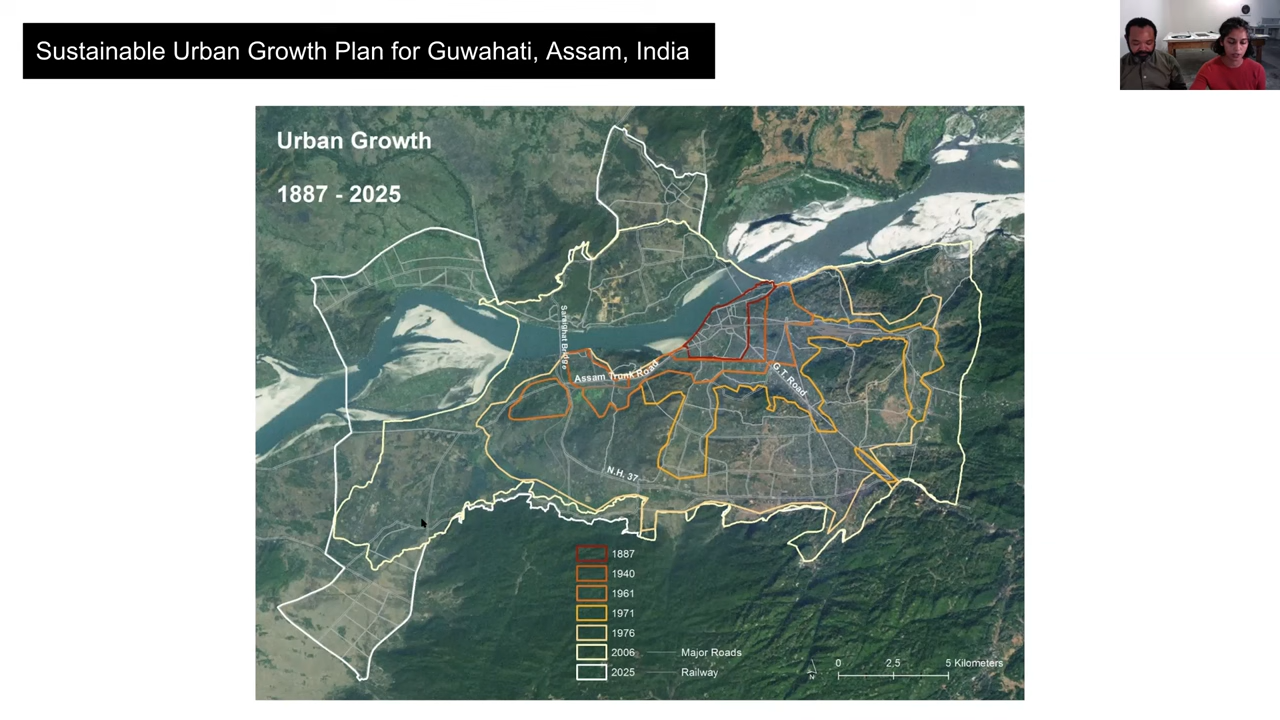 Sustainable Urban Growth Plan for Guwahati, Assam, India
Urban Growth
1887 - 2025
Saraighat Bridge
Assam Trunk Road
G.T. Road
N.H. 37
1887
1940
1961
1971
1976
2006
2025
Major Roads
Railway
N
0 2,5 5 Kilometers